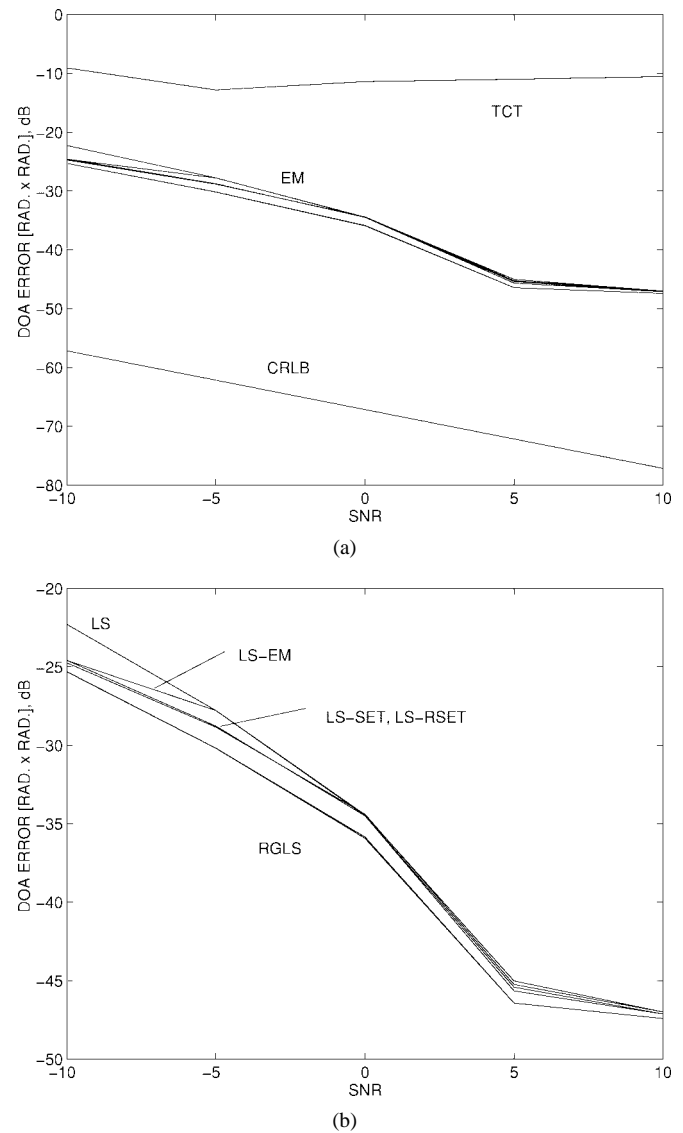 0
−10
−20
−30
−40
−50
−60
−70
−80
DOA ERROR [RAD. x RAD.], dB
TCT
EM
CRLB
−10 −5 0 5 10
SNR
(a)
−20
−25
−30
−35
−40
−45
−50
DOA ERROR [RAD. x RAD.], dB
LS
LS−EM
LS−SET, LS−RSET
RGLS
−10 −5 0 5 10
SNR
(b)